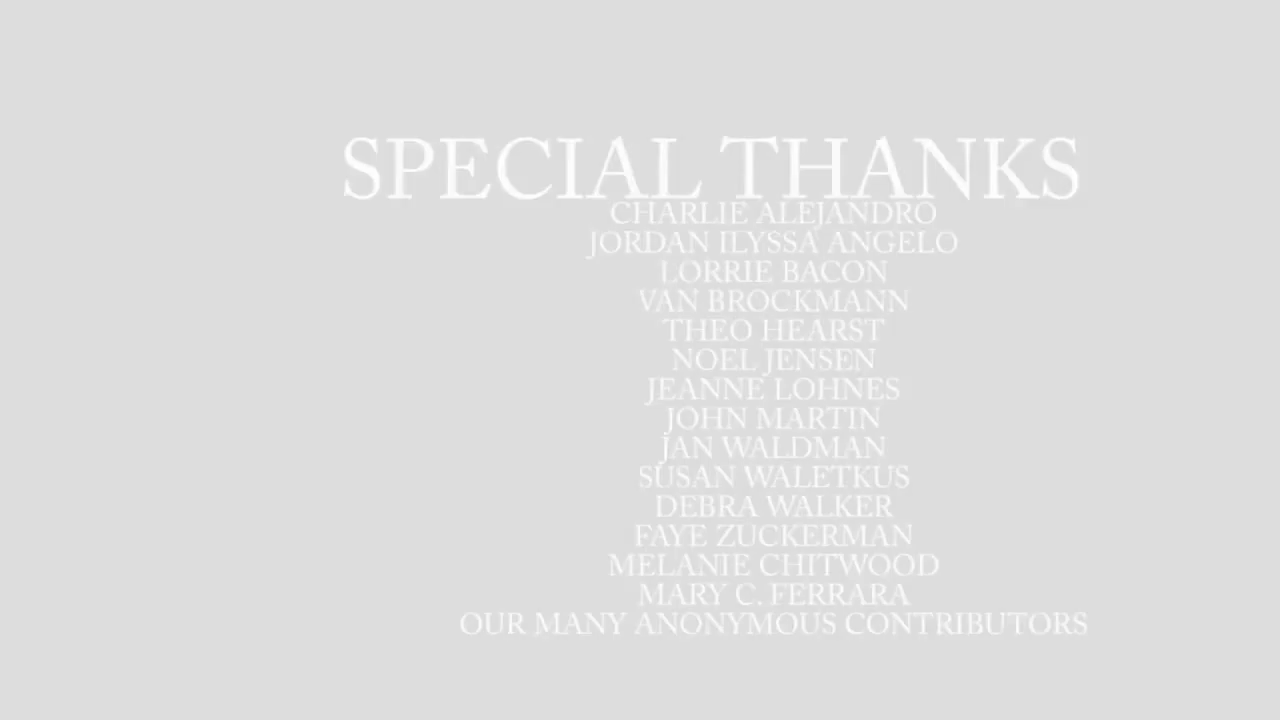 SPECIAL THANKS
CHARLIE ALEJANDRO
JORDAN ILYSSA ANGELO
LORRIE BACON
VAN BROCKMANN
THEO HEARST
NOEL JENSEN
JEANNE LOHNES
JOHN MARTIN
JAN WALDMAN
SUSAN WALETKUS
DEBRA WALKER
FAYE ZUCKERMAN
MELANIE CHITWOOD
MARY C. FERRARA
OUR MANY ANONYMOUS CONTRIBUTORS